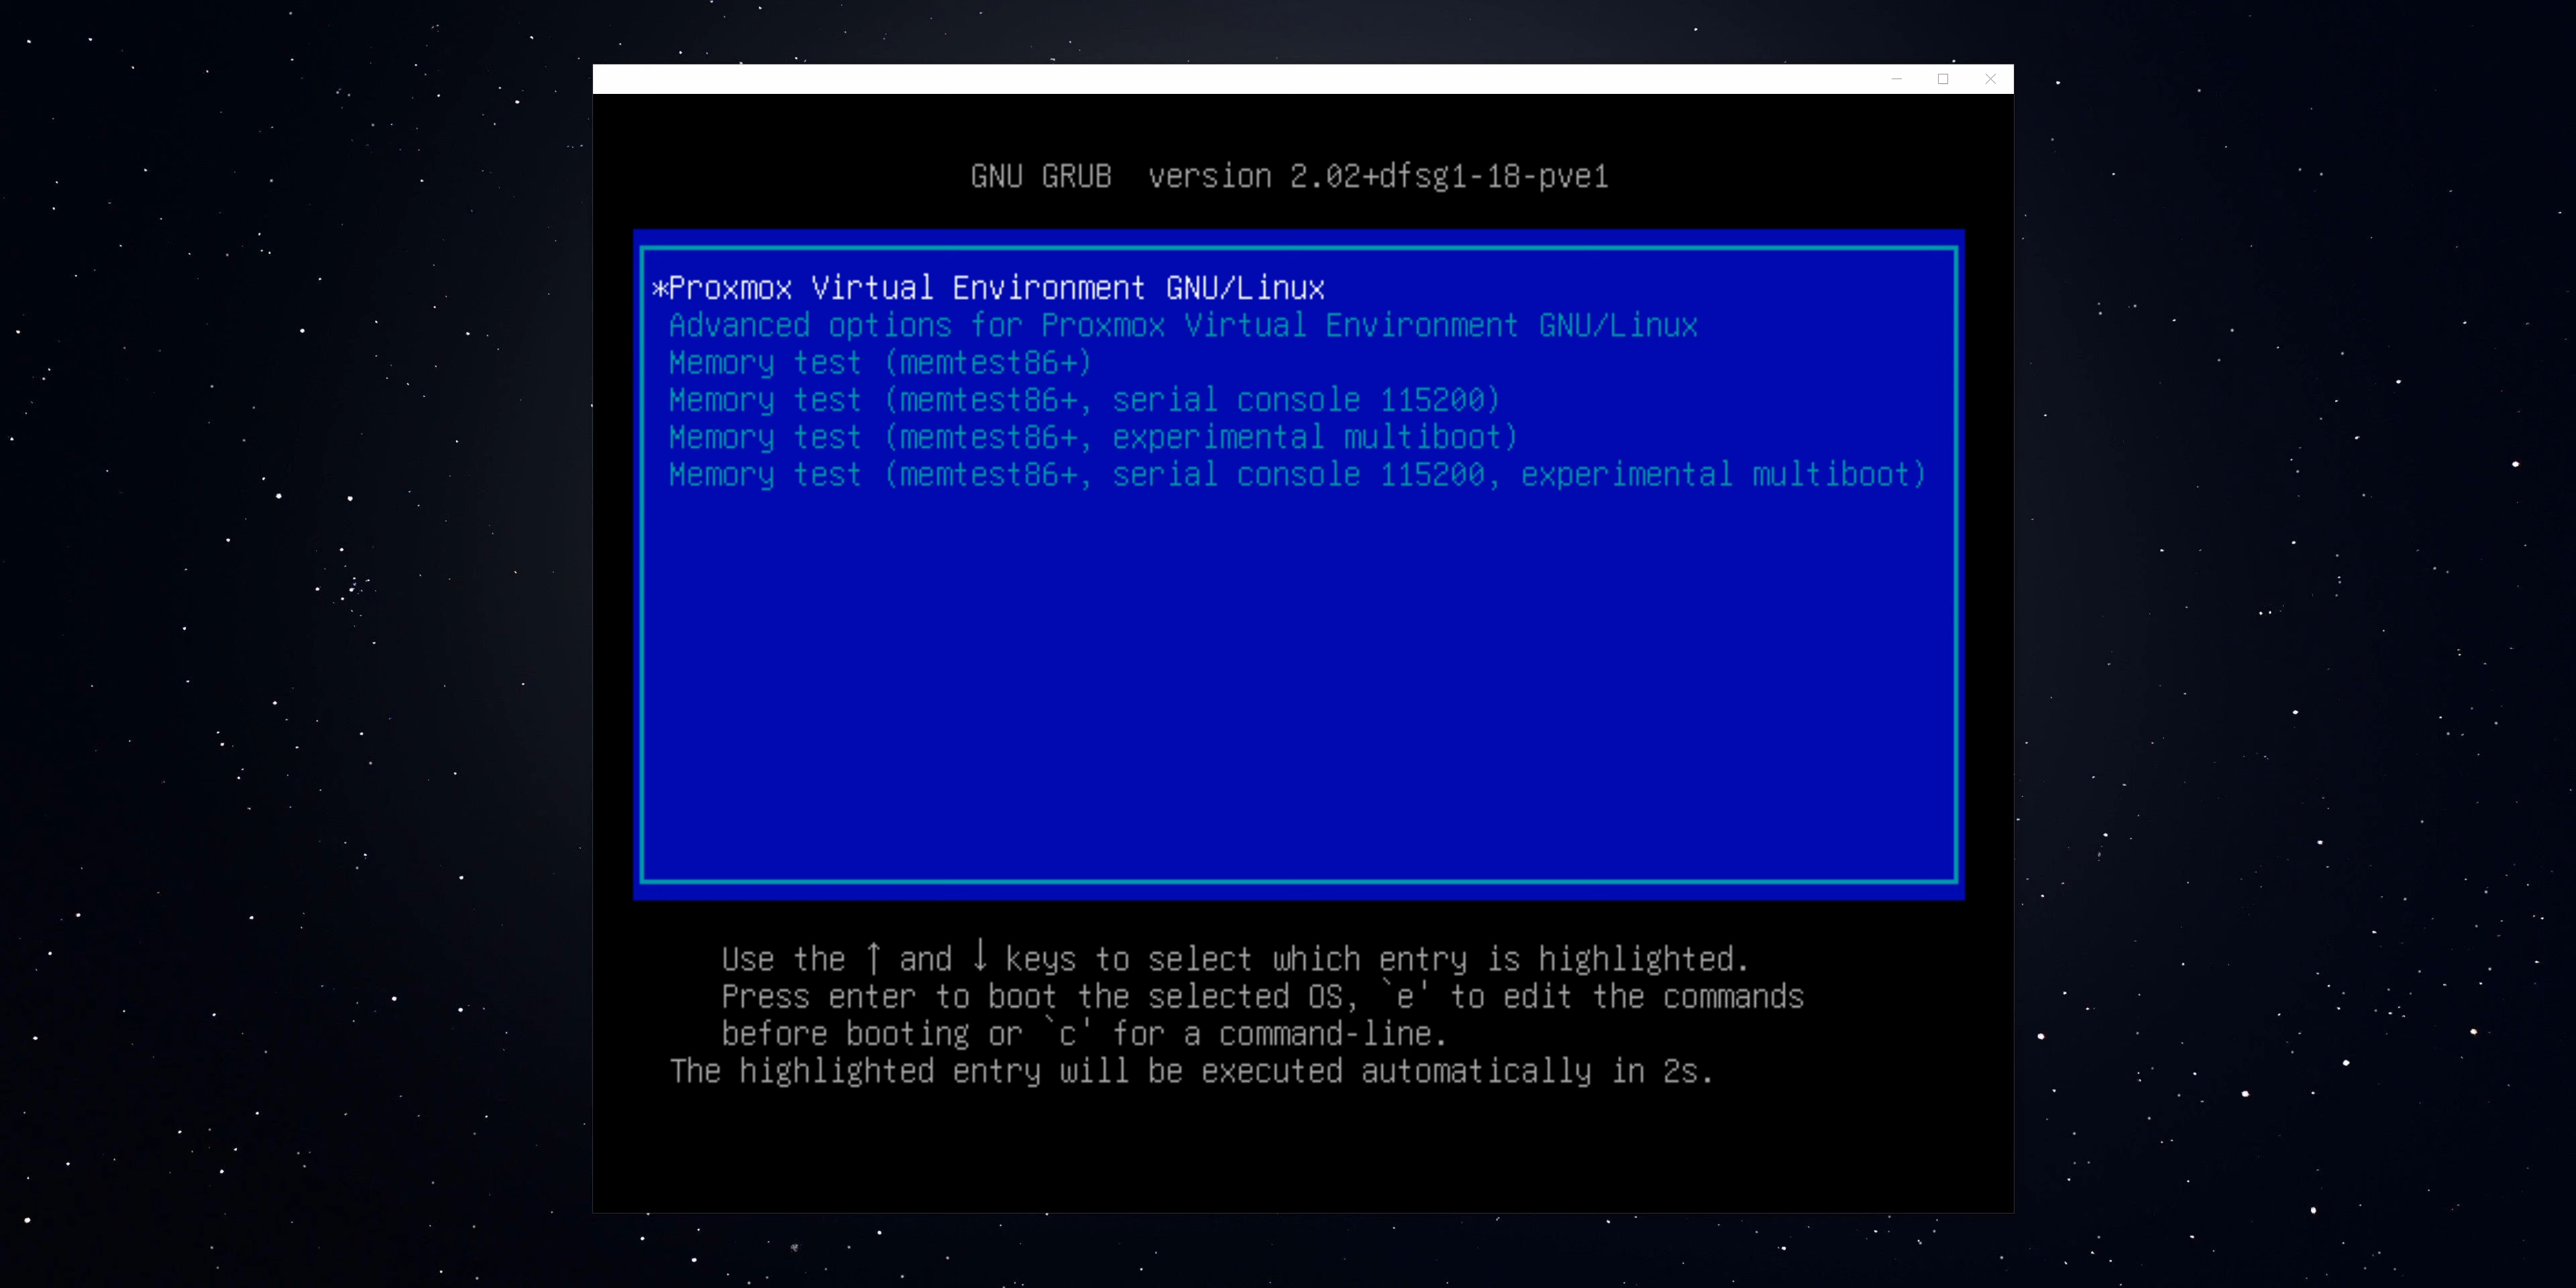 GNU GRUB  version 2.02+dfsg1-18-pve1
*Proxmox Virtual Environment GNU/Linux
Advanced options for Proxmox Virtual Environment GNU/Linux
Memory test (memtest86+)
Memory test (memtest86+, serial console 115200)
Memory test (memtest86+, experimental multiboot)
Memory test (memtest86+, serial console 115200, experimental multiboot)
Use the ↑ and ↓ keys to select which entry is highlighted.
Press enter to boot the selected OS, `e' to edit the commands
before booting or `c' for a command-line.
The highlighted entry will be executed automatically in 2s.